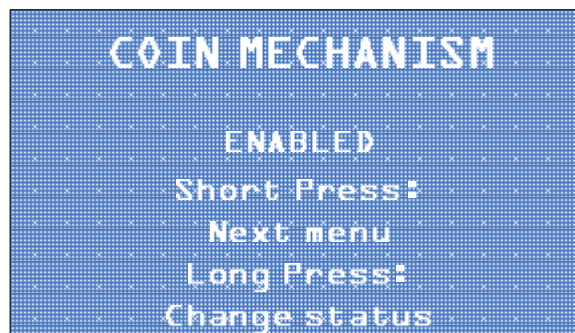 COIN MECHANISM
ENABLED
Short Press:
Next menu
Long Press:
Change status